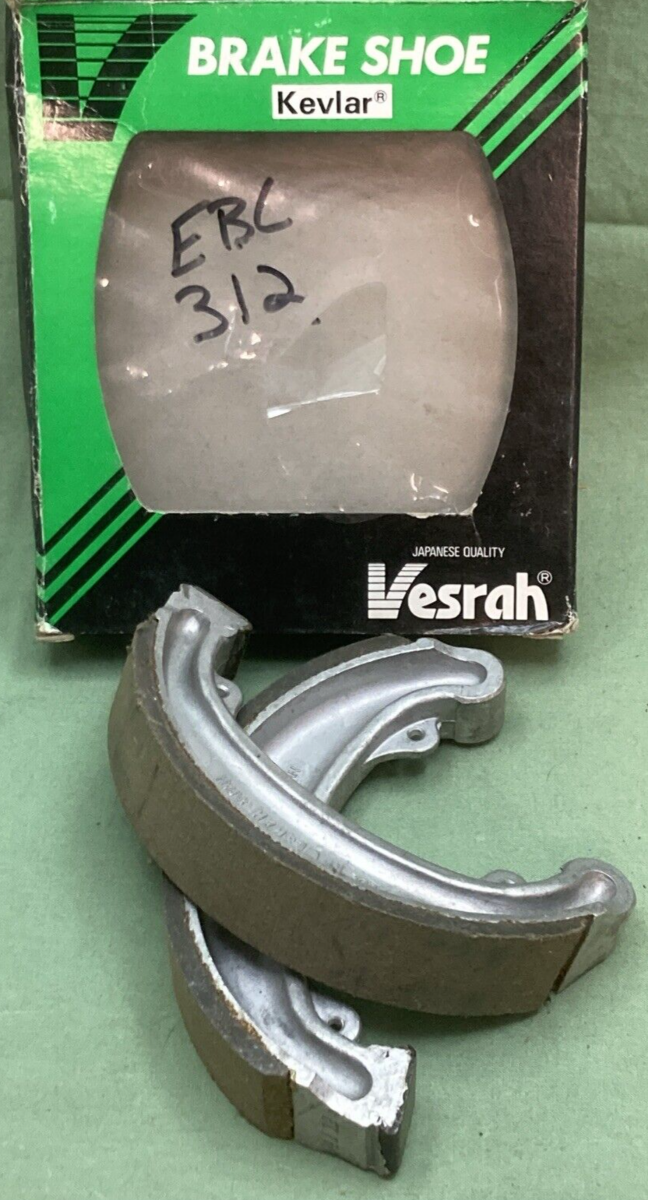 BRAKE SHOE
Kevlar®
EBC
312
JAPANESE QUALITY
Vesrah®